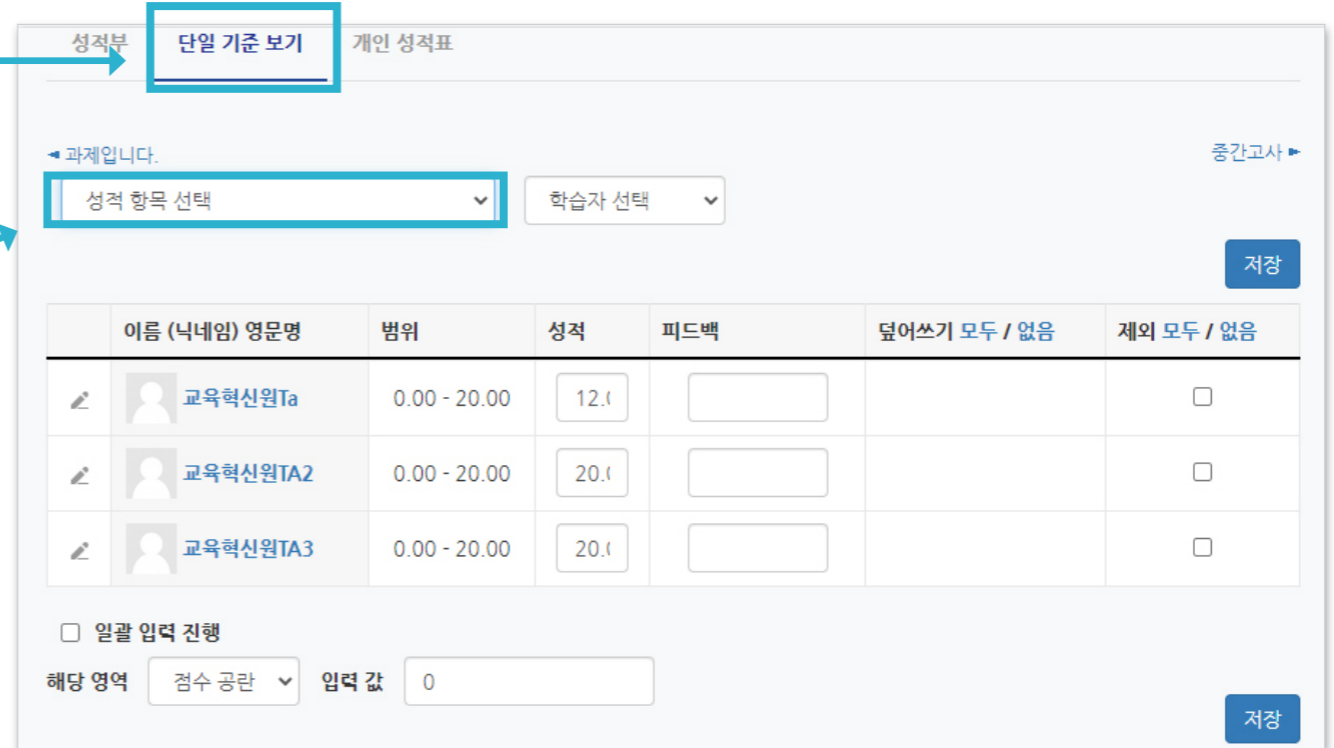 성적부 단일 기준 보기 개인 성적표
과제입니다. 중간고사
성적 항목 선택 학습자 선택
저장
이름 (닉네임) 영문명 범위 성적 피드백 덮어쓰기 모두 / 없음 제외 모두 / 없음
교육혁신원Ta 0.00 - 20.00 12.
교육혁신원TA2 0.00 - 20.00 20.
교육혁신원TA3 0.00 - 20.00 20.
일괄 입력 진행
해당 영역 점수 공란 입력 값 0
저장